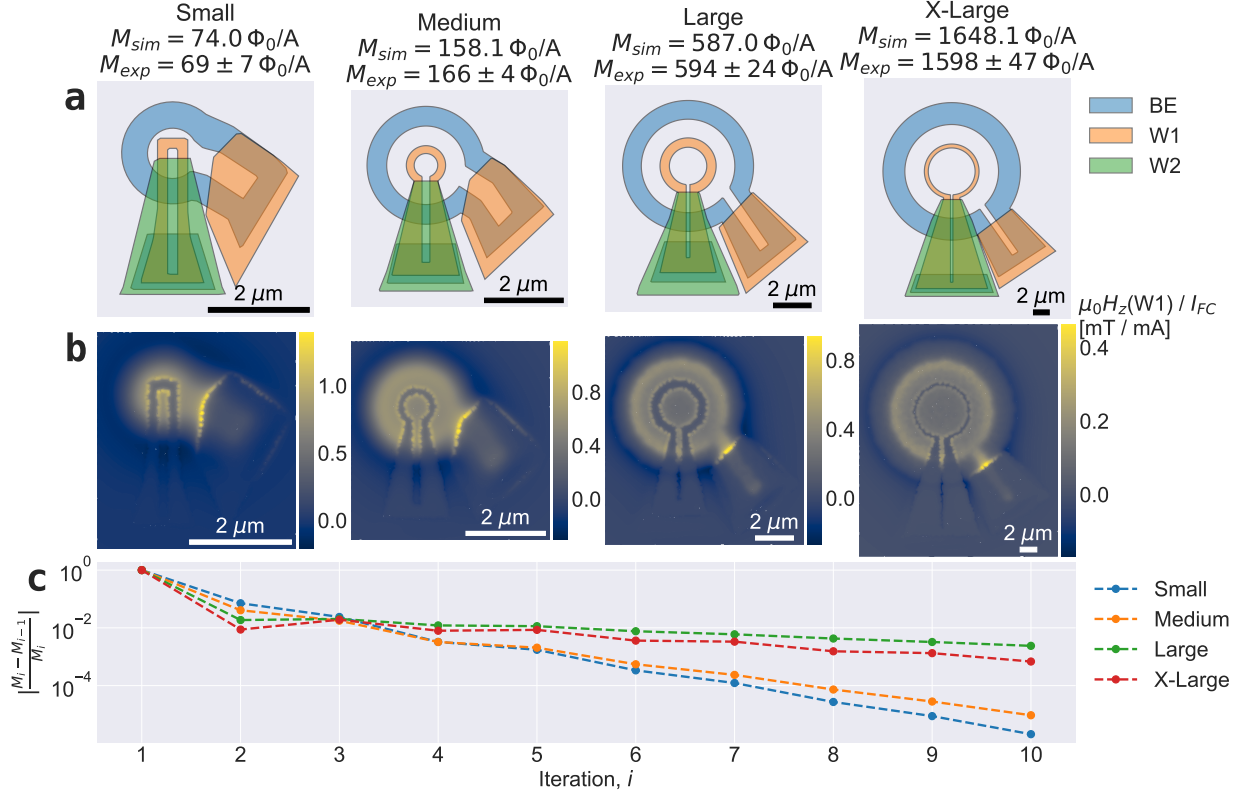 Small
M_sim = 74.0 Φ₀/A
M_exp = 69 ± 7 Φ₀/A
Medium
M_sim = 158.1 Φ₀/A
M_exp = 166 ± 4 Φ₀/A
Large
M_sim = 587.0 Φ₀/A
M_exp = 594 ± 24 Φ₀/A
X-Large
M_sim = 1648.1 Φ₀/A
M_exp = 1598 ± 47 Φ₀/A
a
BE
W1
W2
2 μm
2 μm
2 μm
2 μm
μ₀H_z(W1) / I_FC
[mT / mA]
b
1.0
0.5
0.0
0.8
0.4
0.0
0.8
0.4
0.0
0.4
0.2
0.0
2 μm
2 μm
2 μm
2 μm
c
10⁰
10⁻²
10⁻⁴
|M_i − M_{i−1} / M_i|
Small
Medium
Large
X-Large
1 2 3 4 5 6 7 8 9 10
Iteration, i